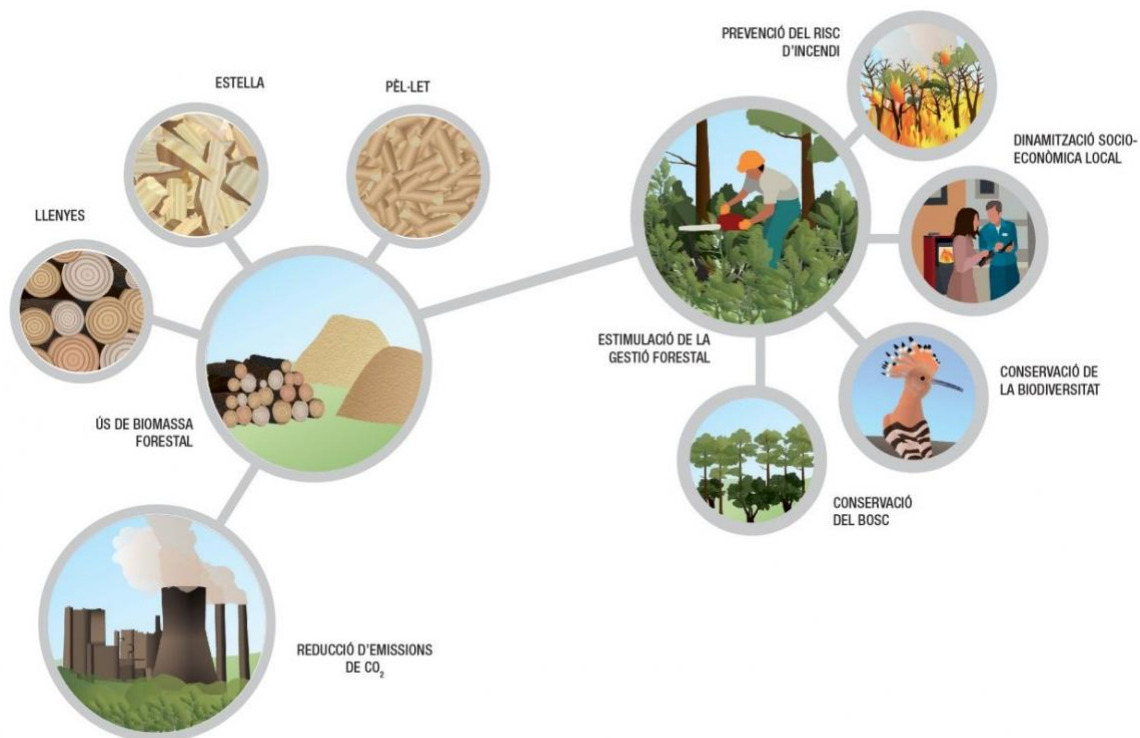 PREVENCIÓ DEL RISC
D'INCENDI
ESTELLA
PÈL·LET
DINAMITZACIÓ SOCIO-
ECONÒMICA LOCAL
LLENYES
ESTIMULACIÓ DE LA
GESTIÓ FORESTAL
CONSERVACIÓ DE
LA BIODIVERSITAT
ÚS DE BIOMASSA
FORESTAL
CONSERVACIÓ
DEL BOSC
REDUCCIÓ D'EMISSIONS
DE CO₂